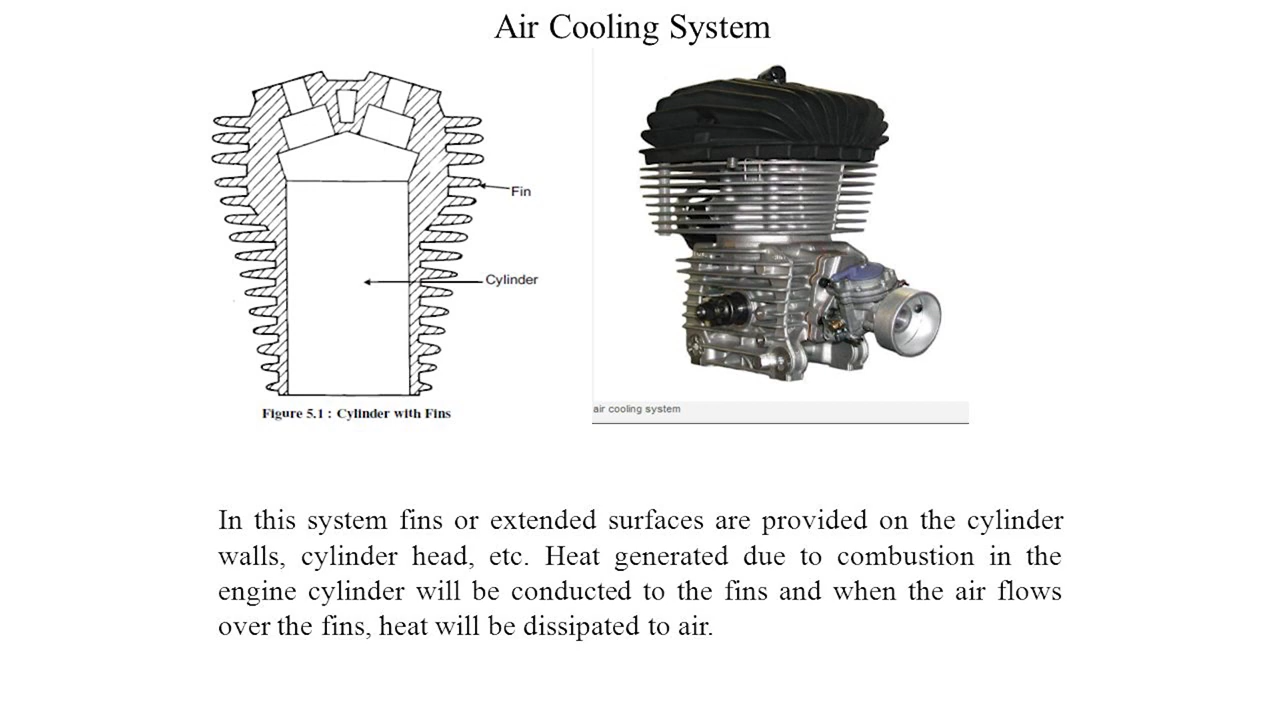 Air Cooling System
Fin
Cylinder
Figure 5.1 : Cylinder with Fins
air cooling system
In this system fins or extended surfaces are provided on the cylinder
walls, cylinder head, etc. Heat generated due to combustion in the
engine cylinder will be conducted to the fins and when the air flows
over the fins, heat will be dissipated to air.